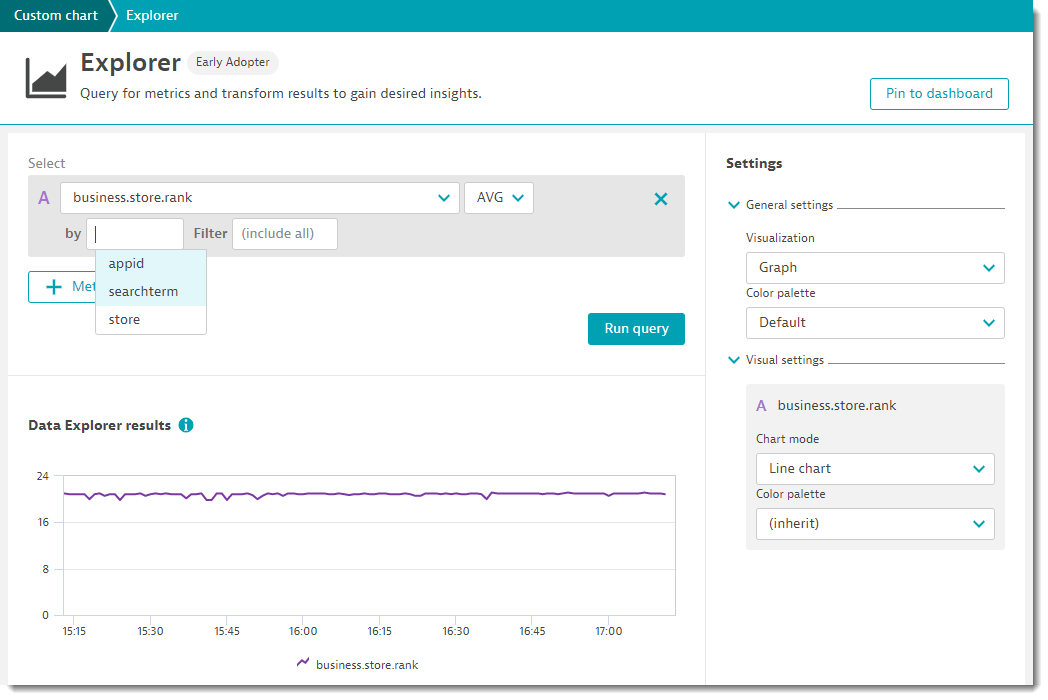 Custom chart Explorer
Explorer Early Adopter
Query for metrics and transform results to gain desired insights.
Pin to dashboard
Select
A business.store.rank AVG
by Filter (include all)
appid
Met
searchterm
store
Run query
Data Explorer results i
24
16
8
0
15:15 15:30 15:45 16:00 16:15 16:30 16:45 17:00
business.store.rank
Settings
General settings
Visualization
Graph
Color palette
Default
Visual settings
A business.store.rank
Chart mode
Line chart
Color palette
(inherit)